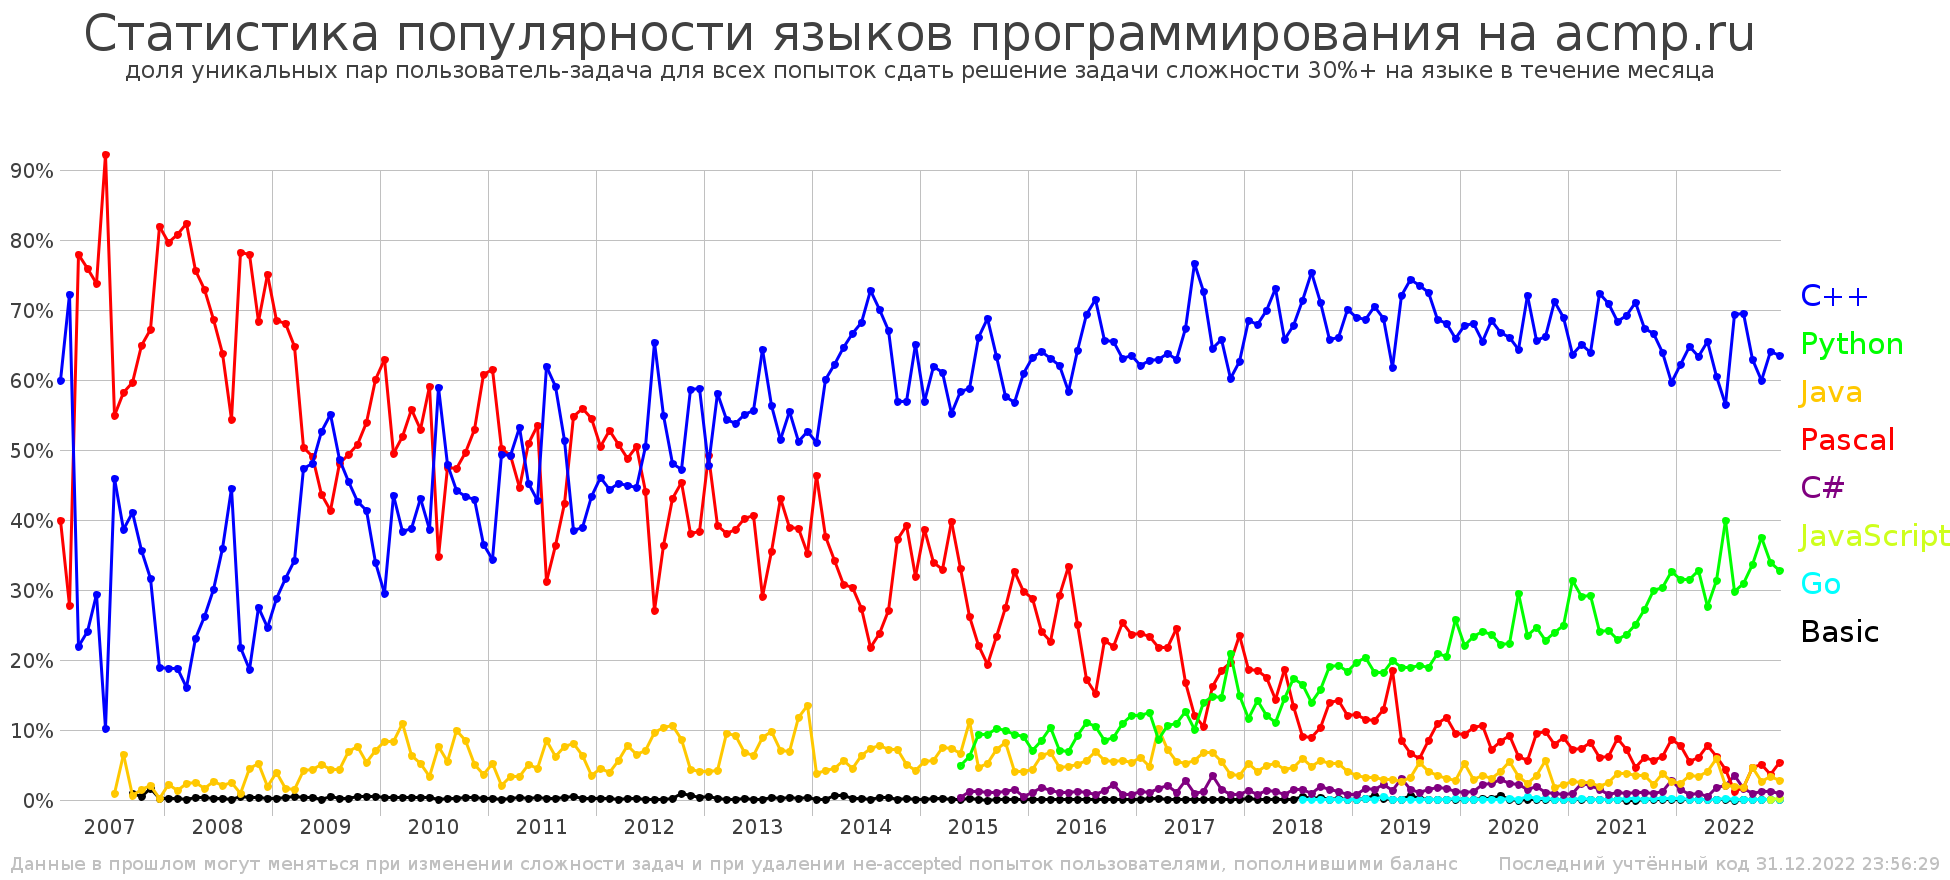 Статистика популярности языков программирования на acmp.ru
доля уникальных пар пользователь-задача для всех попыток сдать решение задачи сложности 30%+ на языке в течение месяца
90%
80%
70%
60%
50%
40%
30%
20%
10%
0%
C++
Python
Java
Pascal
C#
JavaScript
Go
Basic
2007 2008 2009 2010 2011 2012 2013 2014 2015 2016 2017 2018 2019 2020 2021 2022
Данные в прошлом могут меняться при изменении сложности задач и при удалении не-accepted попыток пользователями, пополнившими баланс Последний учтённый код 31.12.2022 23:56:29